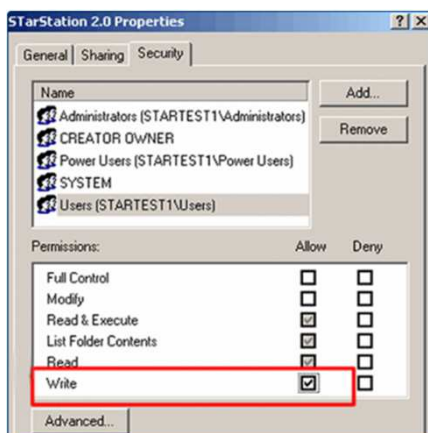 STarStation 2.0 Properties
General Sharing Security
Name
Add...
Administrators (STARTEST1\Administrators)
Remove
CREATOR OWNER
Power Users (STARTEST1\Power Users)
SYSTEM
Users (STARTEST1\Users)
Permissions: Allow Deny
Full Control
Modify
Read & Execute
List Folder Contents
Read
Write
Advanced...